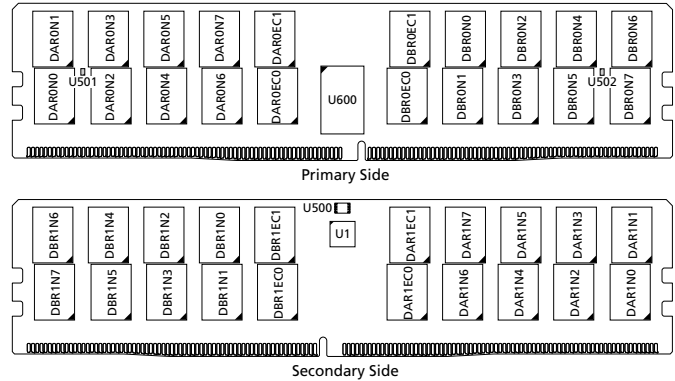 DAR0N1 DAR0N3 DAR0N5 DAR0N7 DAR0EC1 DBR0EC1 DBR0N0 DBR0N2 DBR0N4 DBR0N6
U501 U502
DAR0N0 DAR0N2 DAR0N4 DAR0N6 DAR0EC0 U600 DBR0EC0 DBR0N1 DBR0N3 DBR0N5 DBR0N7
Primary Side
U500
DBR1N6 DBR1N4 DBR1N2 DBR1N0 DBR1EC1 U1 DAR1EC1 DAR1N7 DAR1N5 DAR1N3 DAR1N1
DBR1N7 DBR1N5 DBR1N3 DBR1N1 DBR1EC0 DAR1EC0 DAR1N6 DAR1N4 DAR1N2 DAR1N0
Secondary Side